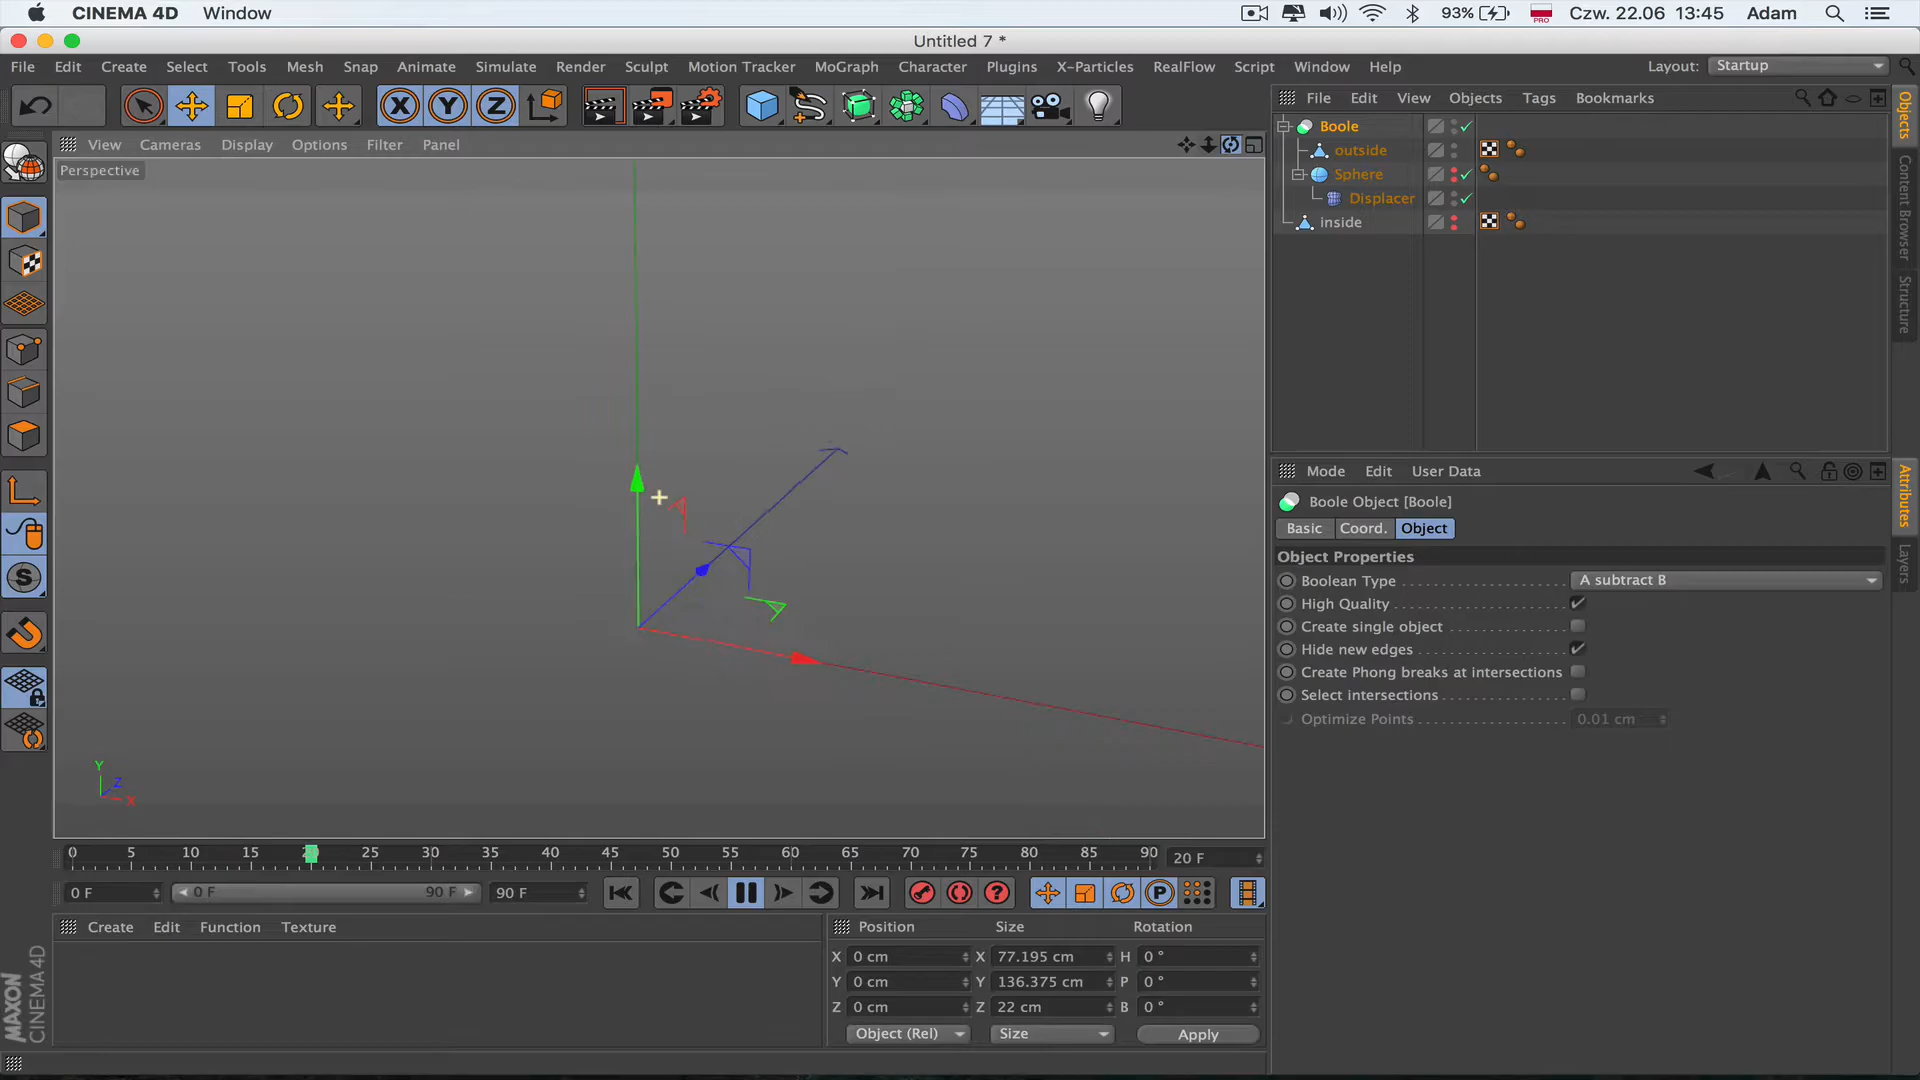 CINEMA 4D Window 93% PRO Czw. 22.06 13:45 Adam
Untitled 7 *
File Edit Create Select Tools Mesh Snap Animate Simulate Render Sculpt Motion Tracker MoGraph Character Plugins X-Particles RealFlow Script Window Help Layout: Startup
X Y Z
File Edit View Objects Tags Bookmarks
View Cameras Display Options Filter Panel
Perspective
Boole
outside
Sphere
Displacer
inside
Objects
Content Browser
Structure
Mode Edit User Data
Boole Object [Boole]
Basic Coord. Object
Object Properties
Boolean Type A subtract B
High Quality
Create single object
Hide new edges
Create Phong breaks at intersections
Select intersections
Optimize Points 0.01 cm
Attributes
Layers
Y
Z
X
0 5 10 15 25 30 35 40 45 50 55 60 65 70 75 80 85 90 20 F
0 F 0 F 90 F 90 F
Create Edit Function Texture
Position Size Rotation
X 0 cm X 77.195 cm H 0 °
Y 0 cm Y 136.375 cm P 0 °
Z 0 cm Z 22 cm B 0 °
Object (Rel) Size Apply
MAXON
CINEMA 4D